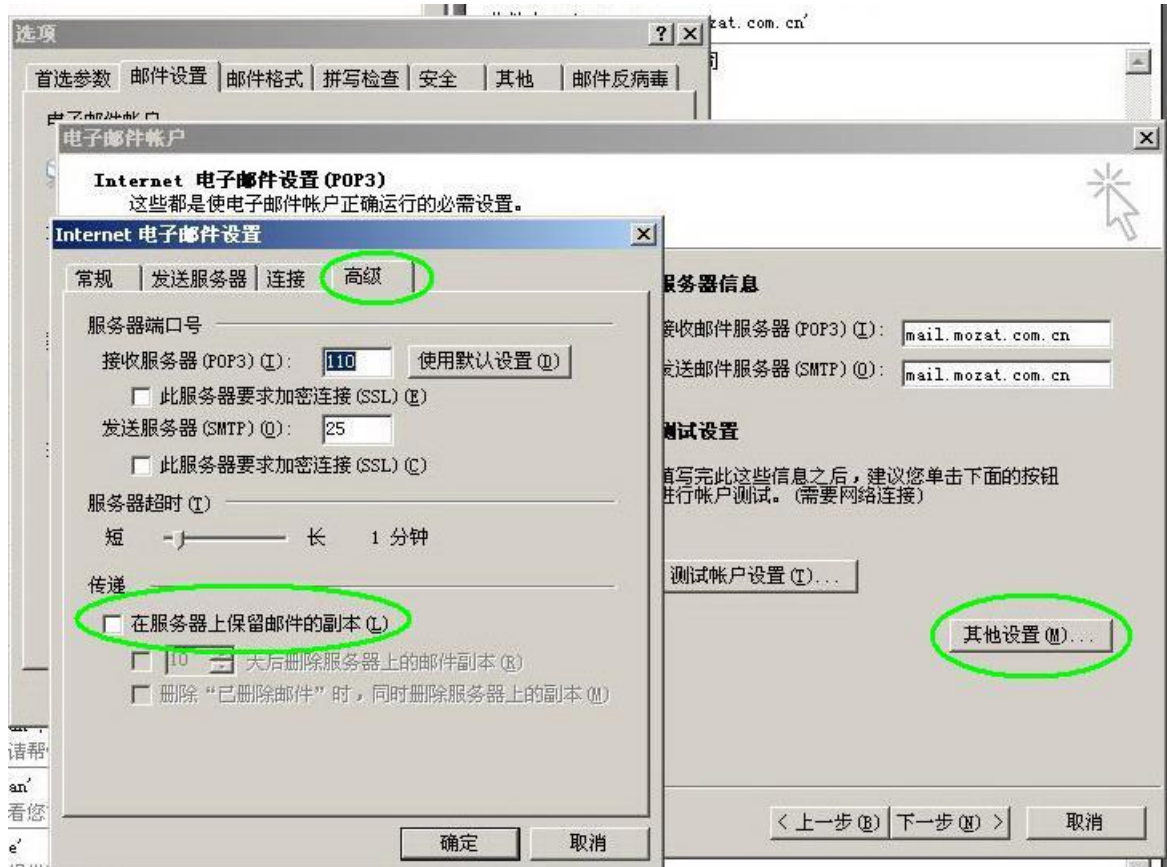 zat.com.cn'
选项
首选参数 邮件设置 邮件格式 拼写检查 安全 其他 邮件反病毒
电子邮件帐户
电子邮件帐户
Internet 电子邮件设置(POP3)
这些都是使电子邮件帐户正确运行的必需设置。
Internet 电子邮件设置
常规 发送服务器 连接 高级
服务器端口号
接收服务器(POP3)(I): 110 使用默认设置(D)
此服务器要求加密连接(SSL)(E)
发送服务器(SMTP)(O): 25
此服务器要求加密连接(SSL)(C)
服务器超时(T)
短 长 1 分钟
传递
在服务器上保留邮件的副本(L)
10 天后删除服务器上的邮件副本(R)
删除“已删除邮件”时，同时删除服务器上的副本(M)
确定 取消
服务器信息
接收邮件服务器(POP3)(I): mail.mozat.com.cn
发送邮件服务器(SMTP)(O): mail.mozat.com.cn
测试设置
填写完此这些信息之后，建议您单击下面的按钮
进行帐户测试。(需要网络连接)
测试帐户设置(T)...
其他设置(M)...
< 上一步(B) 下一步(N) > 取消
请帮
an'
看您
e'